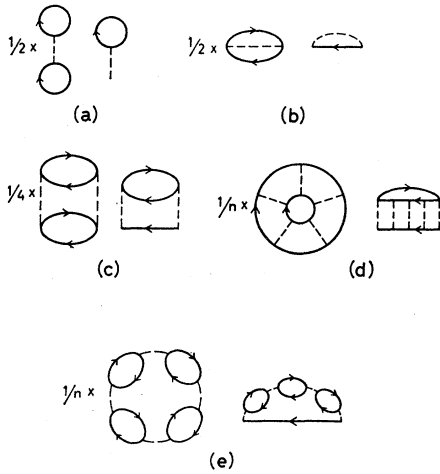 1/2 x
(a)
1/2 x
(b)
1/4 x
(c)
1/n x
(d)
1/n x
(e)